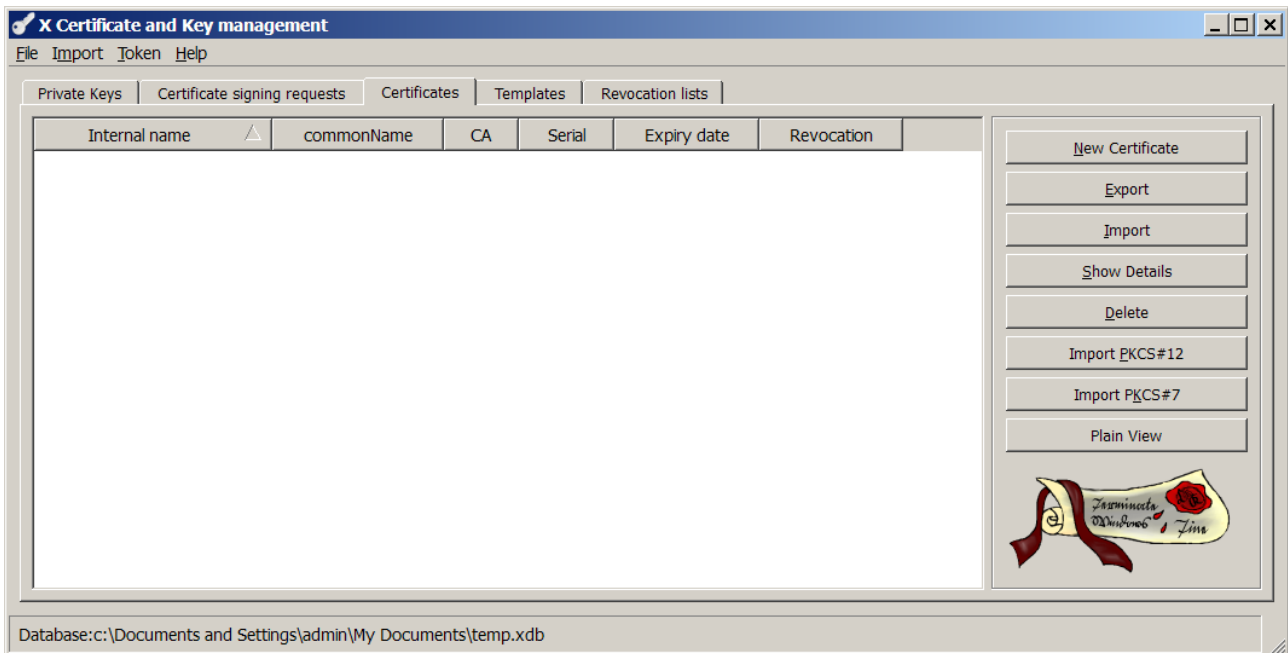 X Certificate and Key management
File Import Token Help
Private Keys Certificate signing requests Certificates Templates Revocation lists
Internal name commonName CA Serial Expiry date Revocation
New Certificate
Export
Import
Show Details
Delete
Import PKCS#12
Import PKCS#7
Plain View
Windows
Database:c:\Documents and Settings\admin\My Documents\temp.xdb